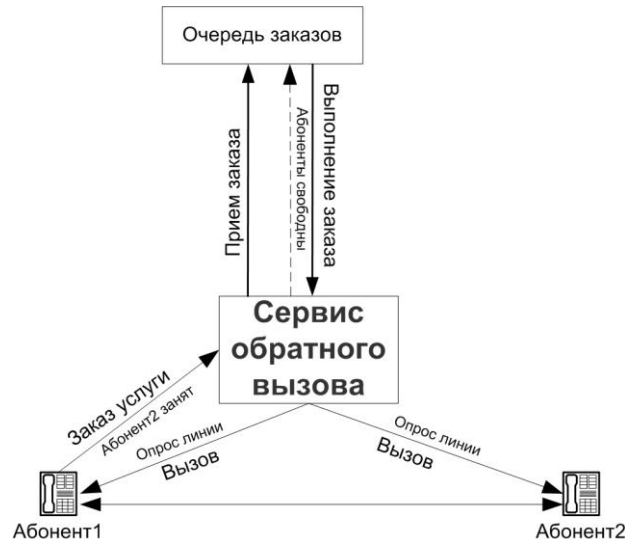 Очередь заказов
Прием заказа
Абоненты свободны
Выполнение заказа
Сервис
обратного
вызова
Заказ услуги
Абонент2 занят
Опрос линии
Вызов
Опрос линии
Вызов
Абонент1
Абонент2